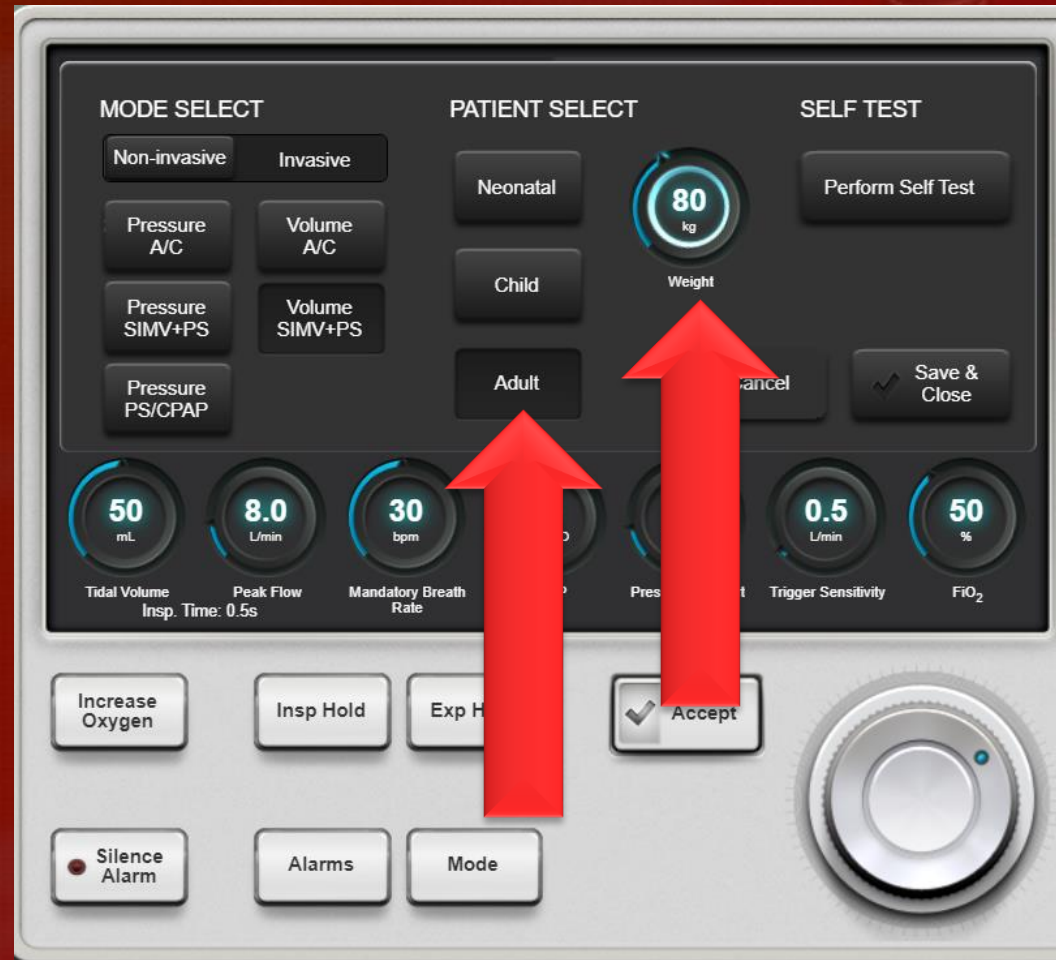 MODE SELECT
Non-invasive
Invasive
Pressure
A/C
Volume
A/C
Pressure
SIMV+PS
Volume
SIMV+PS
Pressure
PS/CPAP
PATIENT SELECT
Neonatal
Child
Adult
80
kg
Weight
SELF TEST
Perform Self Test
Save &
Close
50
mL
Tidal Volume
8.0
L/min
Peak Flow
Insp. Time: 0.5s
30
bpm
Mandatory Breath
Rate
0.5
L/min
Trigger Sensitivity
50
%
FiO2
Increase
Oxygen
Insp Hold
Exp
Accept
Silence
Alarm
Alarms
Mode